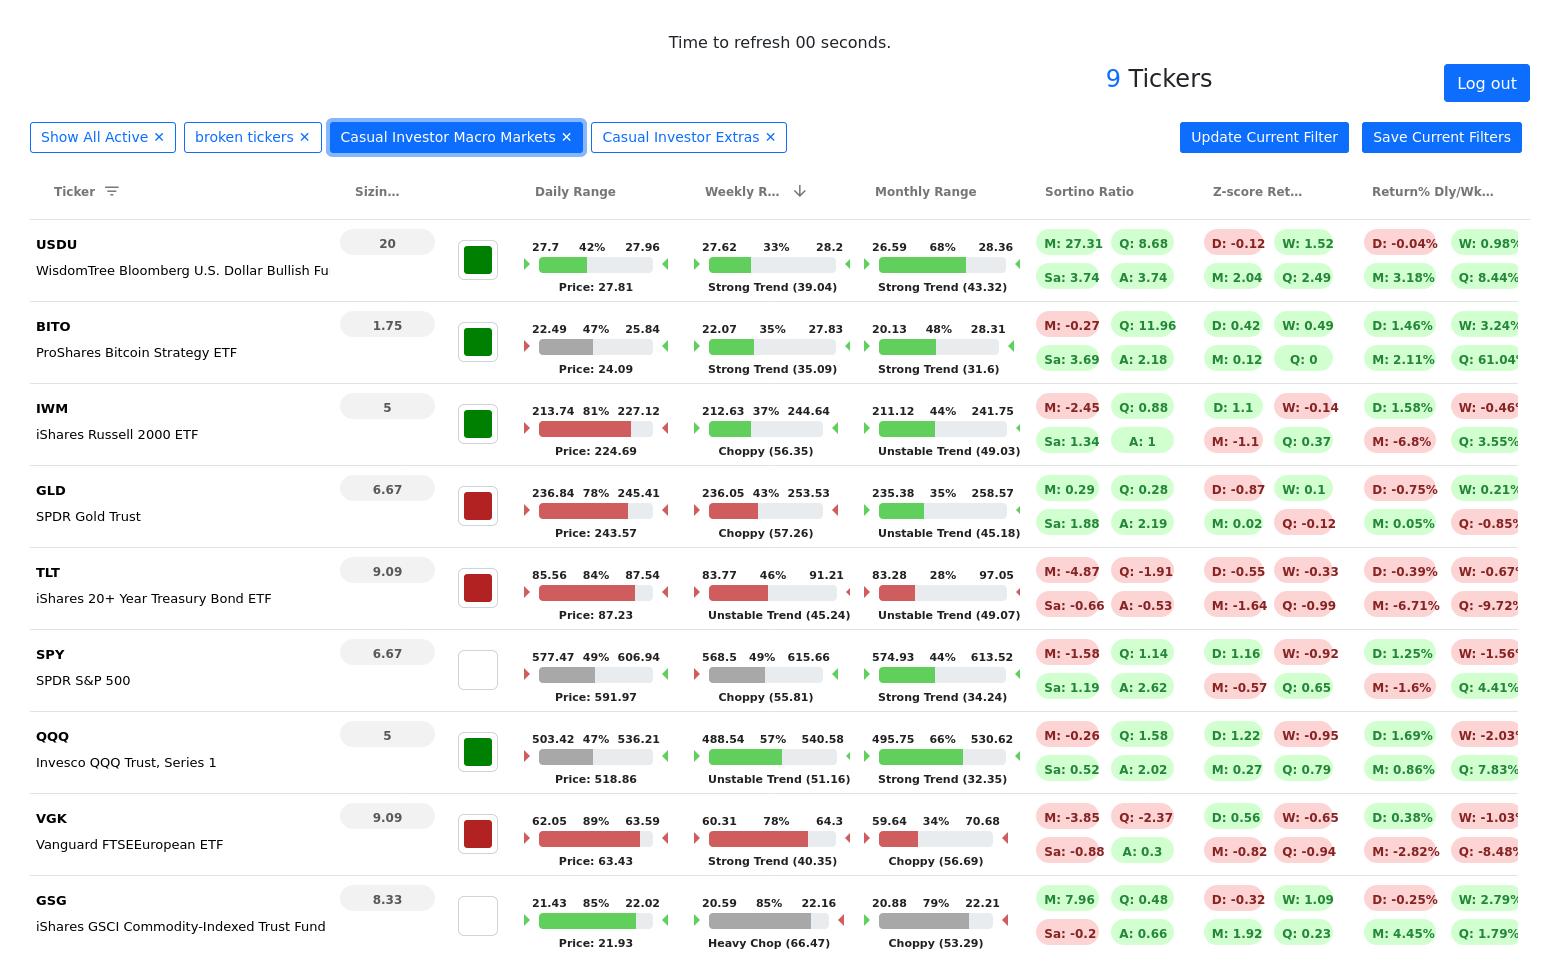 Time to refresh 00 seconds.
9 Tickers
Log out
Show All Active ✕ broken tickers ✕ Casual Investor Macro Markets ✕ Casual Investor Extras ✕ Update Current Filter Save Current Filters
Ticker Sizin... Daily Range Weekly R... Monthly Range Sortino Ratio Z-score Ret... Return% Dly/Wk...
USDU 20 27.7 42% 27.96 27.62 33% 28.2 26.59 68% 28.36 M: 27.31 Q: 8.68 D: -0.12 W: 1.52 D: -0.04% W: 0.98%
WisdomTree Bloomberg U.S. Dollar Bullish Fu Price: 27.81 Strong Trend (39.04) Strong Trend (43.32) Sa: 3.74 A: 3.74 M: 2.04 Q: 2.49 M: 3.18% Q: 8.44%
BITO 1.75 22.49 47% 25.84 22.07 35% 27.83 20.13 48% 28.31 M: -0.27 Q: 11.96 D: 0.42 W: 0.49 D: 1.46% W: 3.24%
ProShares Bitcoin Strategy ETF Price: 24.09 Strong Trend (35.09) Strong Trend (31.6) Sa: 3.69 A: 2.18 M: 0.12 Q: 0 M: 2.11% Q: 61.04%
IWM 5 213.74 81% 227.12 212.63 37% 244.64 211.12 44% 241.75 M: -2.45 Q: 0.88 D: 1.1 W: -0.14 D: 1.58% W: -0.46%
iShares Russell 2000 ETF Price: 224.69 Choppy (56.35) Unstable Trend (49.03) Sa: 1.34 A: 1 M: -1.1 Q: 0.37 M: -6.8% Q: 3.55%
GLD 6.67 236.84 78% 245.41 236.05 43% 253.53 235.38 35% 258.57 M: 0.29 Q: 0.28 D: -0.87 W: 0.1 D: -0.75% W: 0.21%
SPDR Gold Trust Price: 243.57 Choppy (57.26) Unstable Trend (45.18) Sa: 1.88 A: 2.19 M: 0.02 Q: -0.12 M: 0.05% Q: -0.85%
TLT 9.09 85.56 84% 87.54 83.77 46% 91.21 83.28 28% 97.05 M: -4.87 Q: -1.91 D: -0.55 W: -0.33 D: -0.39% W: -0.67%
iShares 20+ Year Treasury Bond ETF Price: 87.23 Unstable Trend (45.24) Unstable Trend (49.07) Sa: -0.66 A: -0.53 M: -1.64 Q: -0.99 M: -6.71% Q: -9.72%
SPY 6.67 577.47 49% 606.94 568.5 49% 615.66 574.93 44% 613.52 M: -1.58 Q: 1.14 D: 1.16 W: -0.92 D: 1.25% W: -1.56%
SPDR S&P 500 Price: 591.97 Choppy (55.81) Strong Trend (34.24) Sa: 1.19 A: 2.62 M: -0.57 Q: 0.65 M: -1.6% Q: 4.41%
QQQ 5 503.42 47% 536.21 488.54 57% 540.58 495.75 66% 530.62 M: -0.26 Q: 1.58 D: 1.22 W: -0.95 D: 1.69% W: -2.03%
Invesco QQQ Trust, Series 1 Price: 518.86 Unstable Trend (51.16) Strong Trend (32.35) Sa: 0.52 A: 2.02 M: 0.27 Q: 0.79 M: 0.86% Q: 7.83%
VGK 9.09 62.05 89% 63.59 60.31 78% 64.3 59.64 34% 70.68 M: -3.85 Q: -2.37 D: 0.56 W: -0.65 D: 0.38% W: -1.03%
Vanguard FTSEEuropean ETF Price: 63.43 Strong Trend (40.35) Choppy (56.69) Sa: -0.88 A: 0.3 M: -0.82 Q: -0.94 M: -2.82% Q: -8.48%
GSG 8.33 21.43 85% 22.02 20.59 85% 22.16 20.88 79% 22.21 M: 7.96 Q: 0.48 D: -0.32 W: 1.09 D: -0.25% W: 2.79%
iShares GSCI Commodity-Indexed Trust Fund Price: 21.93 Heavy Chop (66.47) Choppy (53.29) Sa: -0.2 A: 0.66 M: 1.92 Q: 0.23 M: 4.45% Q: 1.79%